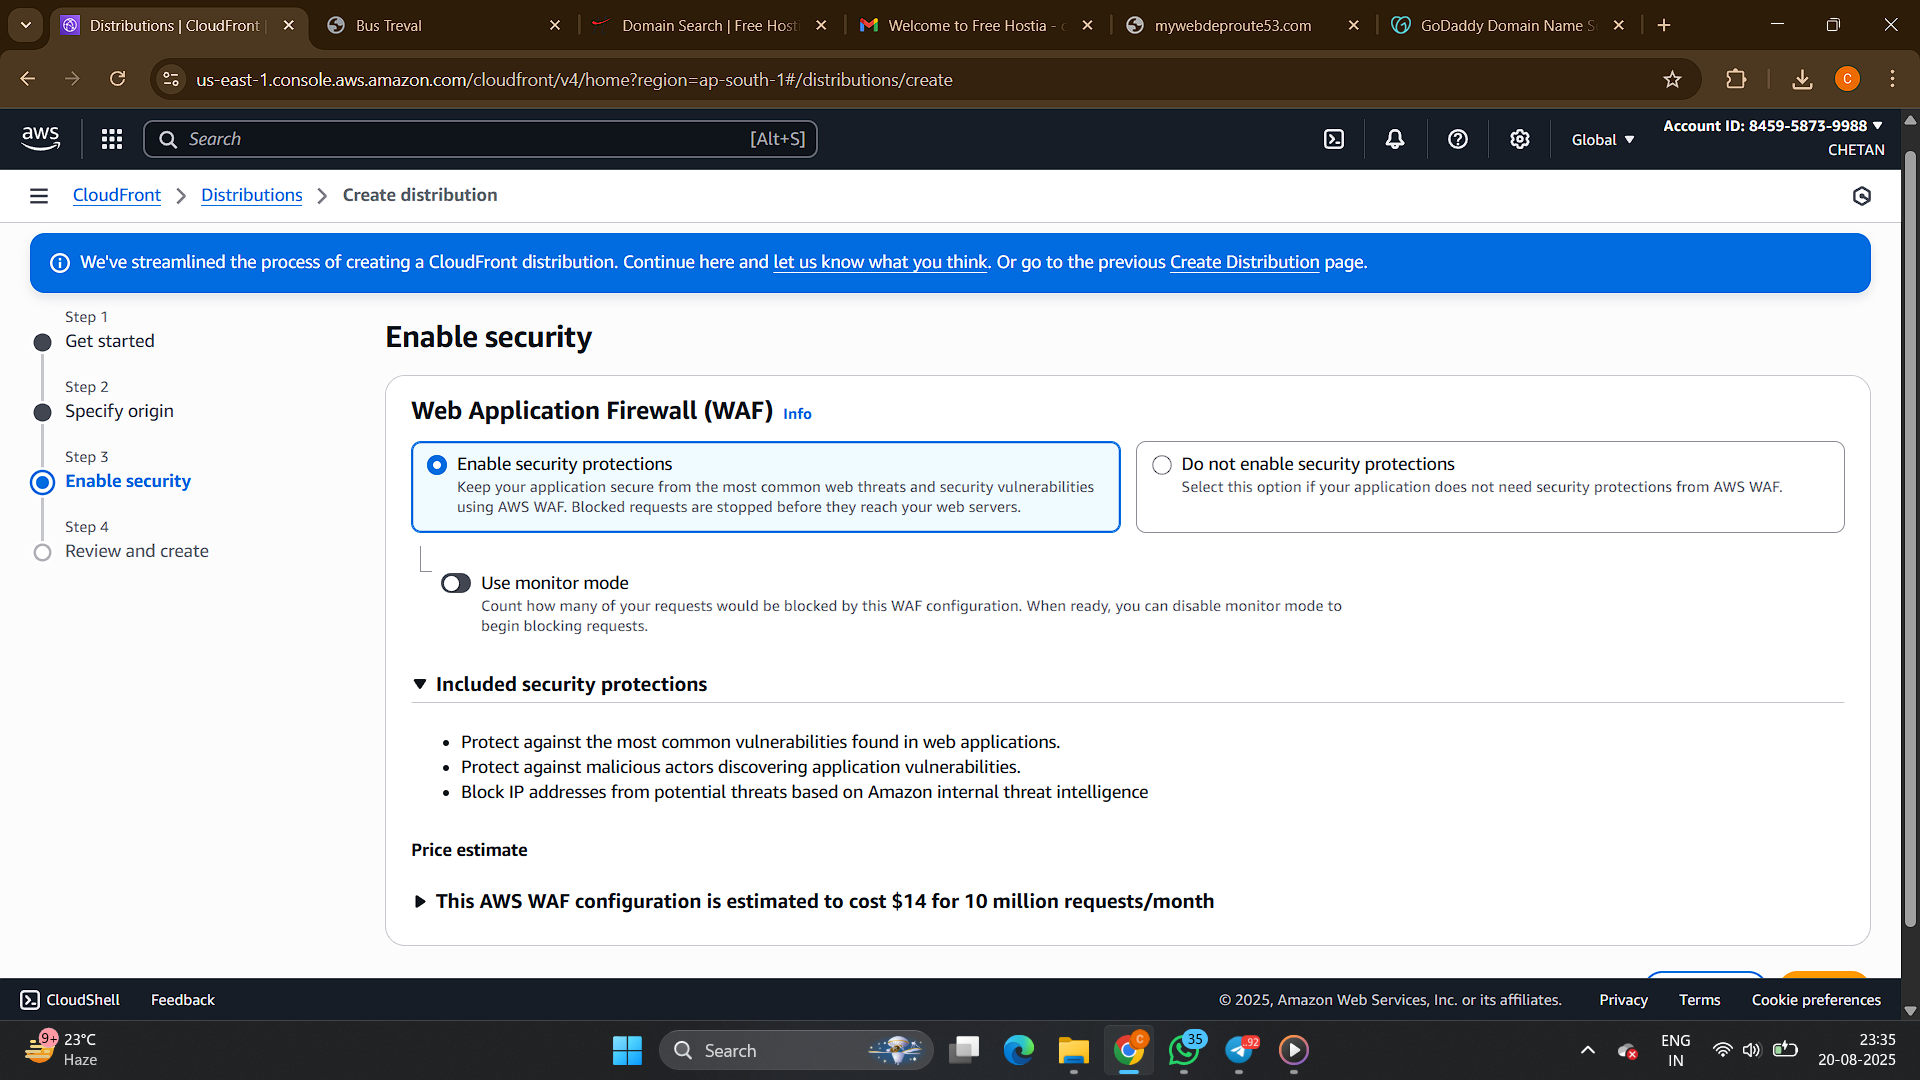 Distributions | CloudFront |
Bus Treval
Domain Search | Free Hosti
Welcome to Free Hostia - c
mywebdeproute53.com
GoDaddy Domain Name S
us-east-1.console.aws.amazon.com/cloudfront/v4/home?region=ap-south-1#/distributions/create
C
aws
Search
[Alt+S]
Global
Account ID: 8459-5873-9988
CHETAN
CloudFront
Distributions
Create distribution
We've streamlined the process of creating a CloudFront distribution. Continue here and let us know what you think. Or go to the previous Create Distribution page.
Step 1
Get started
Step 2
Specify origin
Step 3
Enable security
Step 4
Review and create
Enable security
Web Application Firewall (WAF) Info
Enable security protections
Keep your application secure from the most common web threats and security vulnerabilities
using AWS WAF. Blocked requests are stopped before they reach your web servers.
Do not enable security protections
Select this option if your application does not need security protections from AWS WAF.
Use monitor mode
Count how many of your requests would be blocked by this WAF configuration. When ready, you can disable monitor mode to
begin blocking requests.
Included security protections
• Protect against the most common vulnerabilities found in web applications.
• Protect against malicious actors discovering application vulnerabilities.
• Block IP addresses from potential threats based on Amazon internal threat intelligence
Price estimate
This AWS WAF configuration is estimated to cost $14 for 10 million requests/month
CloudShell
Feedback
© 2025, Amazon Web Services, Inc. or its affiliates.
Privacy
Terms
Cookie preferences
9+
23°C
Haze
Search
C
35
92
ENG
IN
23:35
20-08-2025